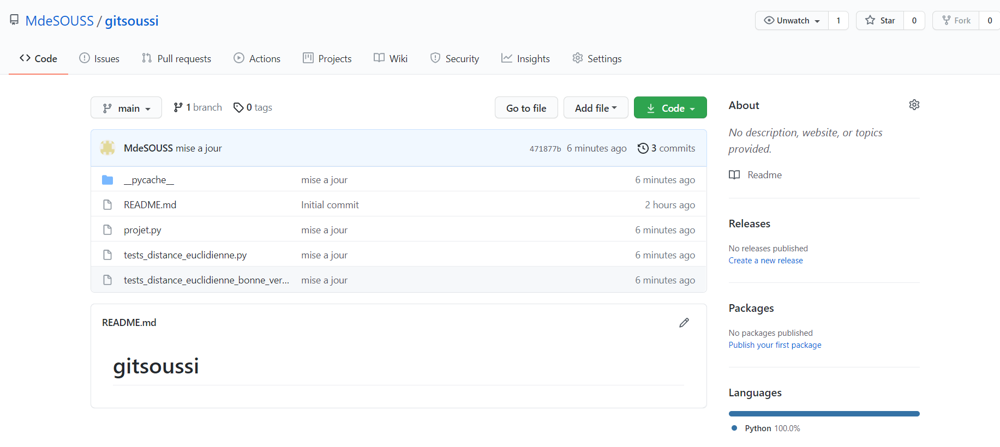 MdeSOUSS / gitsoussi
Unwatch 1 Star 0 Fork 0
Code Issues Pull requests Actions Projects Wiki Security Insights Settings
main 1 branch 0 tags Go to file Add file Code
MdeSOUSS mise a jour 471877b 6 minutes ago 3 commits
__pycache__ mise a jour 6 minutes ago
README.md Initial commit 2 hours ago
projet.py mise a jour 6 minutes ago
tests_distance_euclidienne.py mise a jour 6 minutes ago
tests_distance_euclidienne_bonne_ver... mise a jour 6 minutes ago
README.md
gitsoussi
About
No description, website, or topics
provided.
Readme
Releases
No releases published
Create a new release
Packages
No packages published
Publish your first package
Languages
Python 100.0%